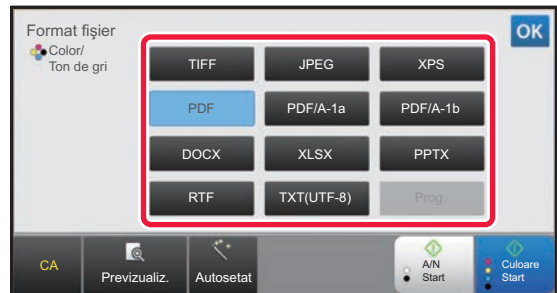 Format fișier
OK
Color/
Ton de gri
TIFF
JPEG
XPS
PDF
PDF/A-1a
PDF/A-1b
DOCX
XLSX
PPTX
RTF
TXT(UTF-8)
Prog.
CA
Previzualiz.
Autosetat
A/N
Start
Culoare
Start